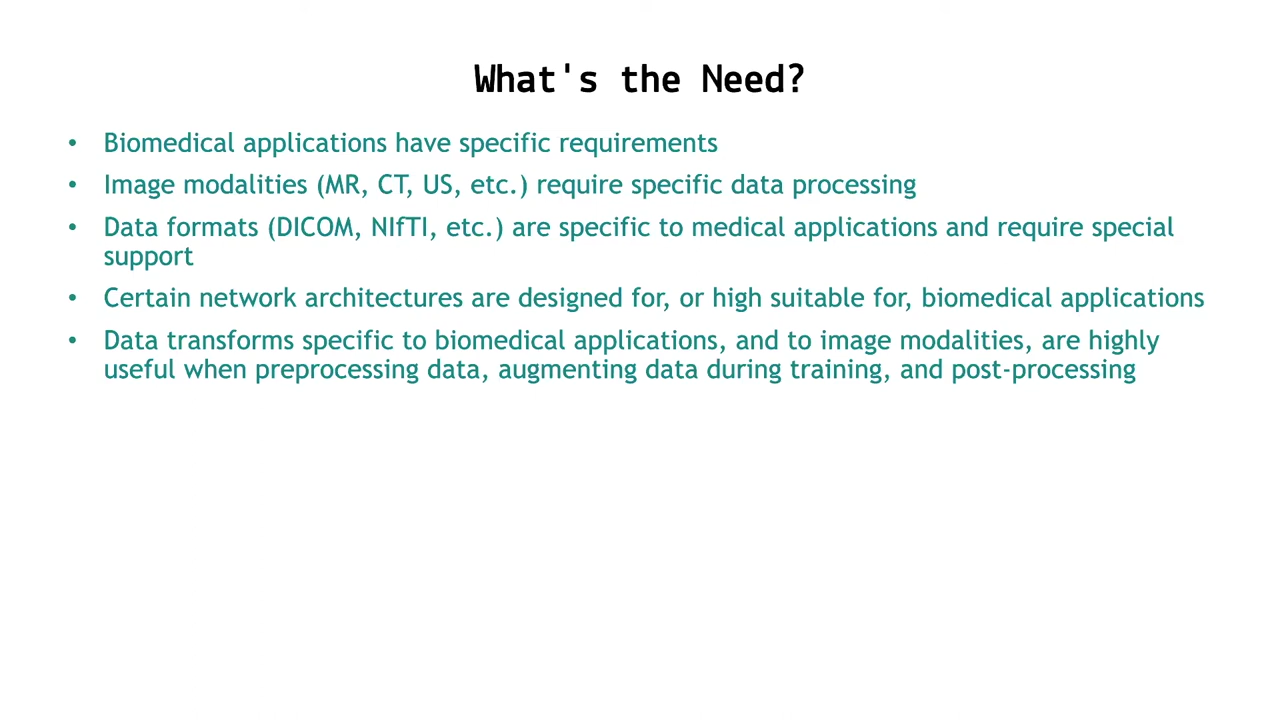 What's the Need?
• Biomedical applications have specific requirements
• Image modalities (MR, CT, US, etc.) require specific data processing
• Data formats (DICOM, NIfTI, etc.) are specific to medical applications and require special
support
• Certain network architectures are designed for, or high suitable for, biomedical applications
• Data transforms specific to biomedical applications, and to image modalities, are highly
useful when preprocessing data, augmenting data during training, and post-processing